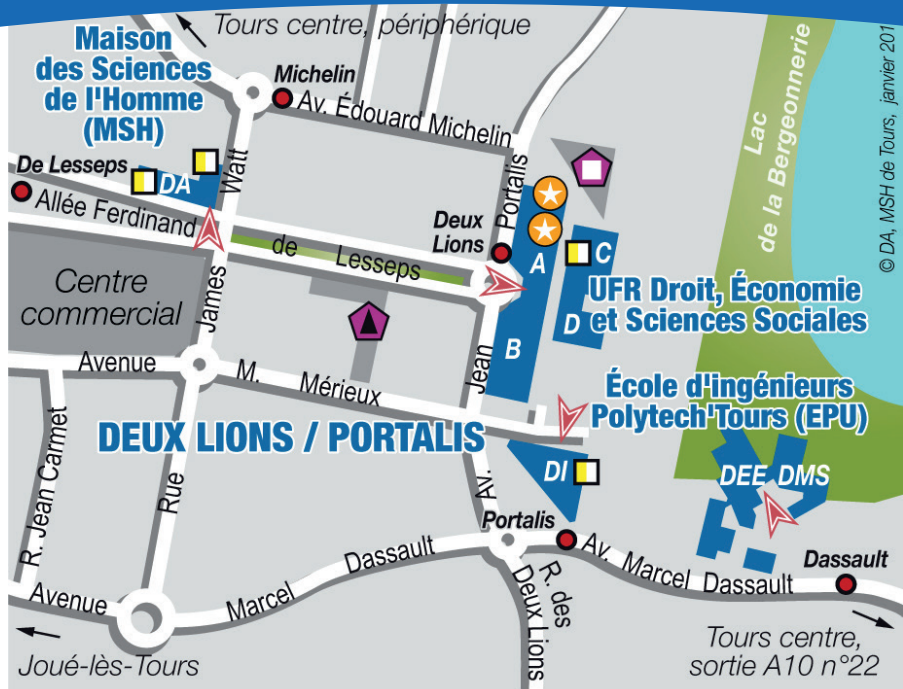 Tours centre, périphérique
Maison
des Sciences
de l'Homme
(MSH)
Michelin
Av. Édouard Michelin
De Lesseps
DA
Watt
Allée Ferdinand
de Lesseps
Portalis
Deux
Lions
A
C
D
B
Lac
de la Bergeonnerie
© DA, MSH de Tours, janvier 201
Centre
commercial
James
UFR Droit, Économie
et Sciences Sociales
Avenue
M. Mérieux
Jean
École d'ingénieurs
Polytech'Tours (EPU)
DEUX LIONS / PORTALIS
R. Jean Carmet
Rue
Av.
DI
DEE
DMS
Portalis
Av. Marcel Dassault
Dassault
Avenue
Marcel Dassault
R. des
Deux Lions
Joué-lès-Tours
Tours centre,
sortie A10 n°22